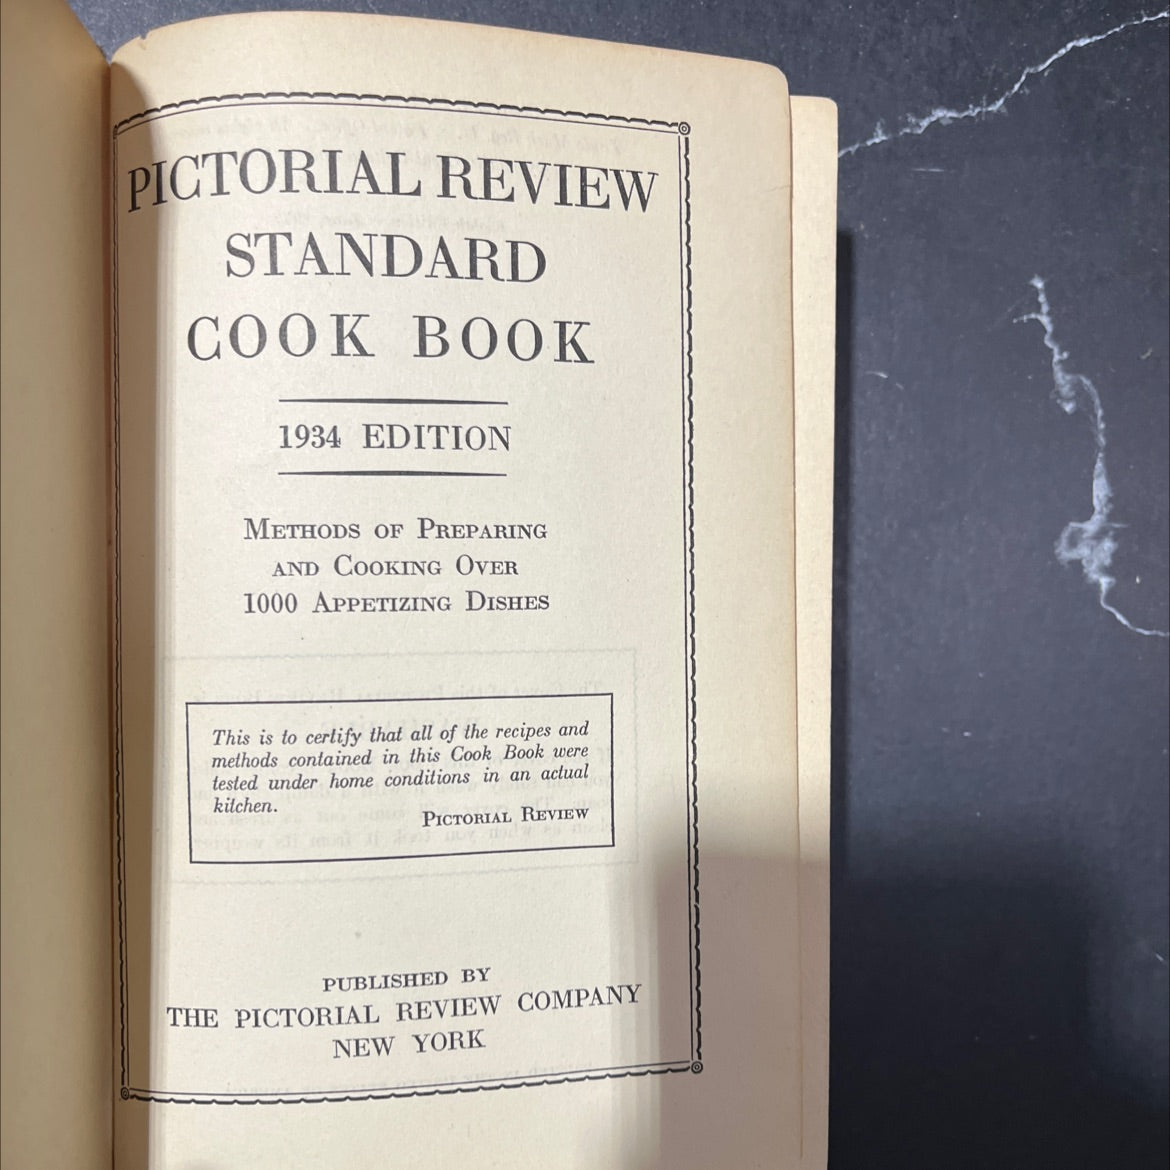 PICTORIAL REVIEW
STANDARD
COOK BOOK
1934 EDITION
METHODS OF PREPARING
AND COOKING OVER
1000 APPETIZING DISHES
This is to certify that all of the recipes and
methods contained in this Cook Book were
tested under home conditions in an actual
kitchen.
PICTORIAL REVIEW
PUBLISHED BY
THE PICTORIAL REVIEW COMPANY
NEW YORK